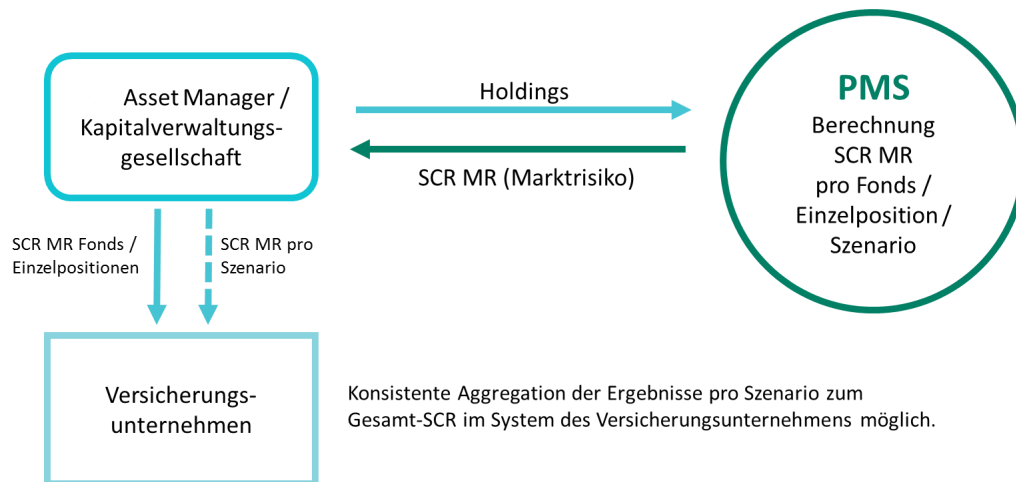 Asset Manager /
Kapitalverwaltungs-
gesellschaft
Holdings
SCR MR (Marktrisiko)
PMS
Berechnung
SCR MR
pro Fonds /
Einzelposition /
Szenario
SCR MR Fonds /
Einzelpositionen
SCR MR pro
Szenario
Versicherungs-
unternehmen
Konsistente Aggregation der Ergebnisse pro Szenario zum
Gesamt-SCR im System des Versicherungsunternehmens möglich.